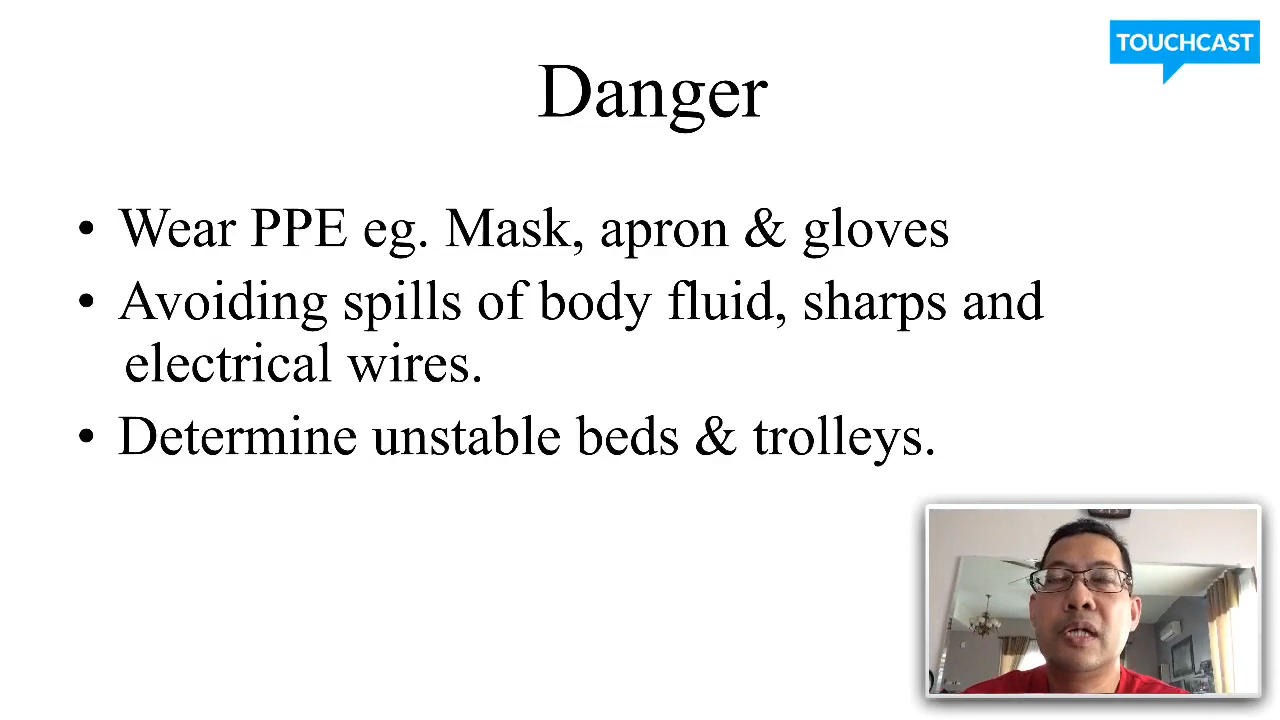 TOUCHCAST
Danger
• Wear PPE eg. Mask, apron & gloves
• Avoiding spills of body fluid, sharps and
electrical wires.
• Determine unstable beds & trolleys.